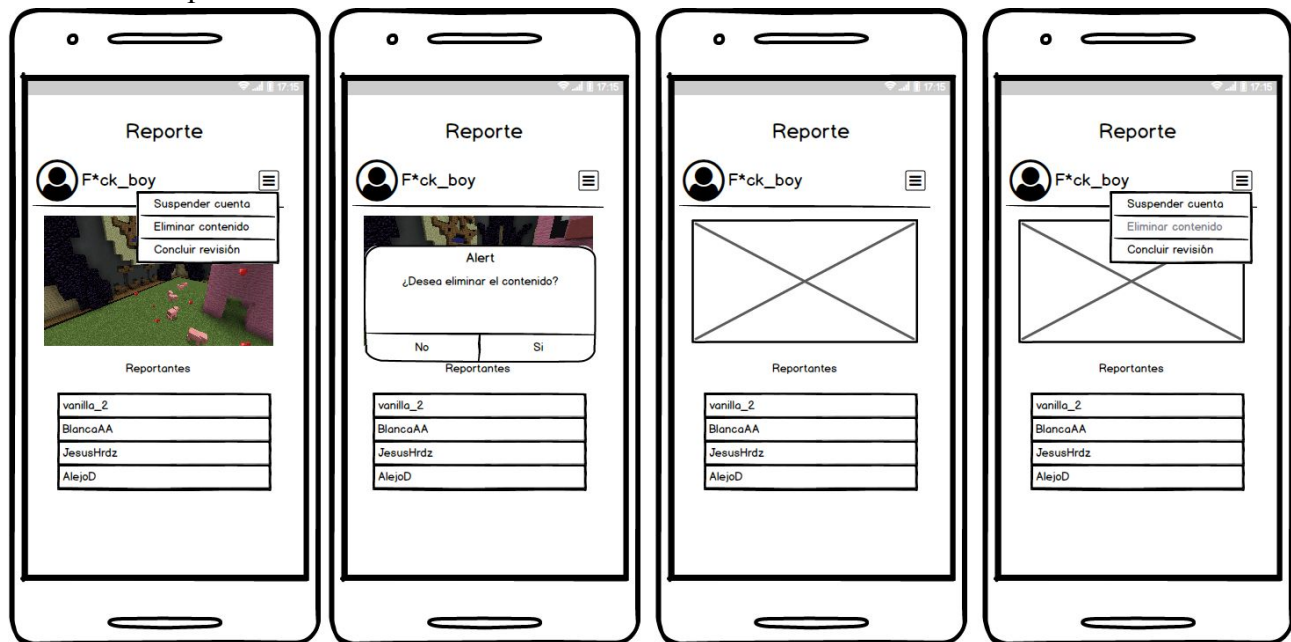 17:15
Reporte
F*ck_boy
Suspender cuenta
Eliminar contenido
Concluir revisión
Reportantes
vanilla_2
BlancaAA
JesusHrdz
AlejoD
17:15
Reporte
F*ck_boy
Alert
¿Desea eliminar el contenido?
No
Si
Reportantes
vanilla_2
BlancaAA
JesusHrdz
AlejoD
17:15
Reporte
F*ck_boy
Reportantes
vanilla_2
BlancaAA
JesusHrdz
AlejoD
17:15
Reporte
F*ck_boy
Suspender cuenta
Eliminar contenido
Concluir revisión
Reportantes
vanilla_2
BlancaAA
JesusHrdz
AlejoD